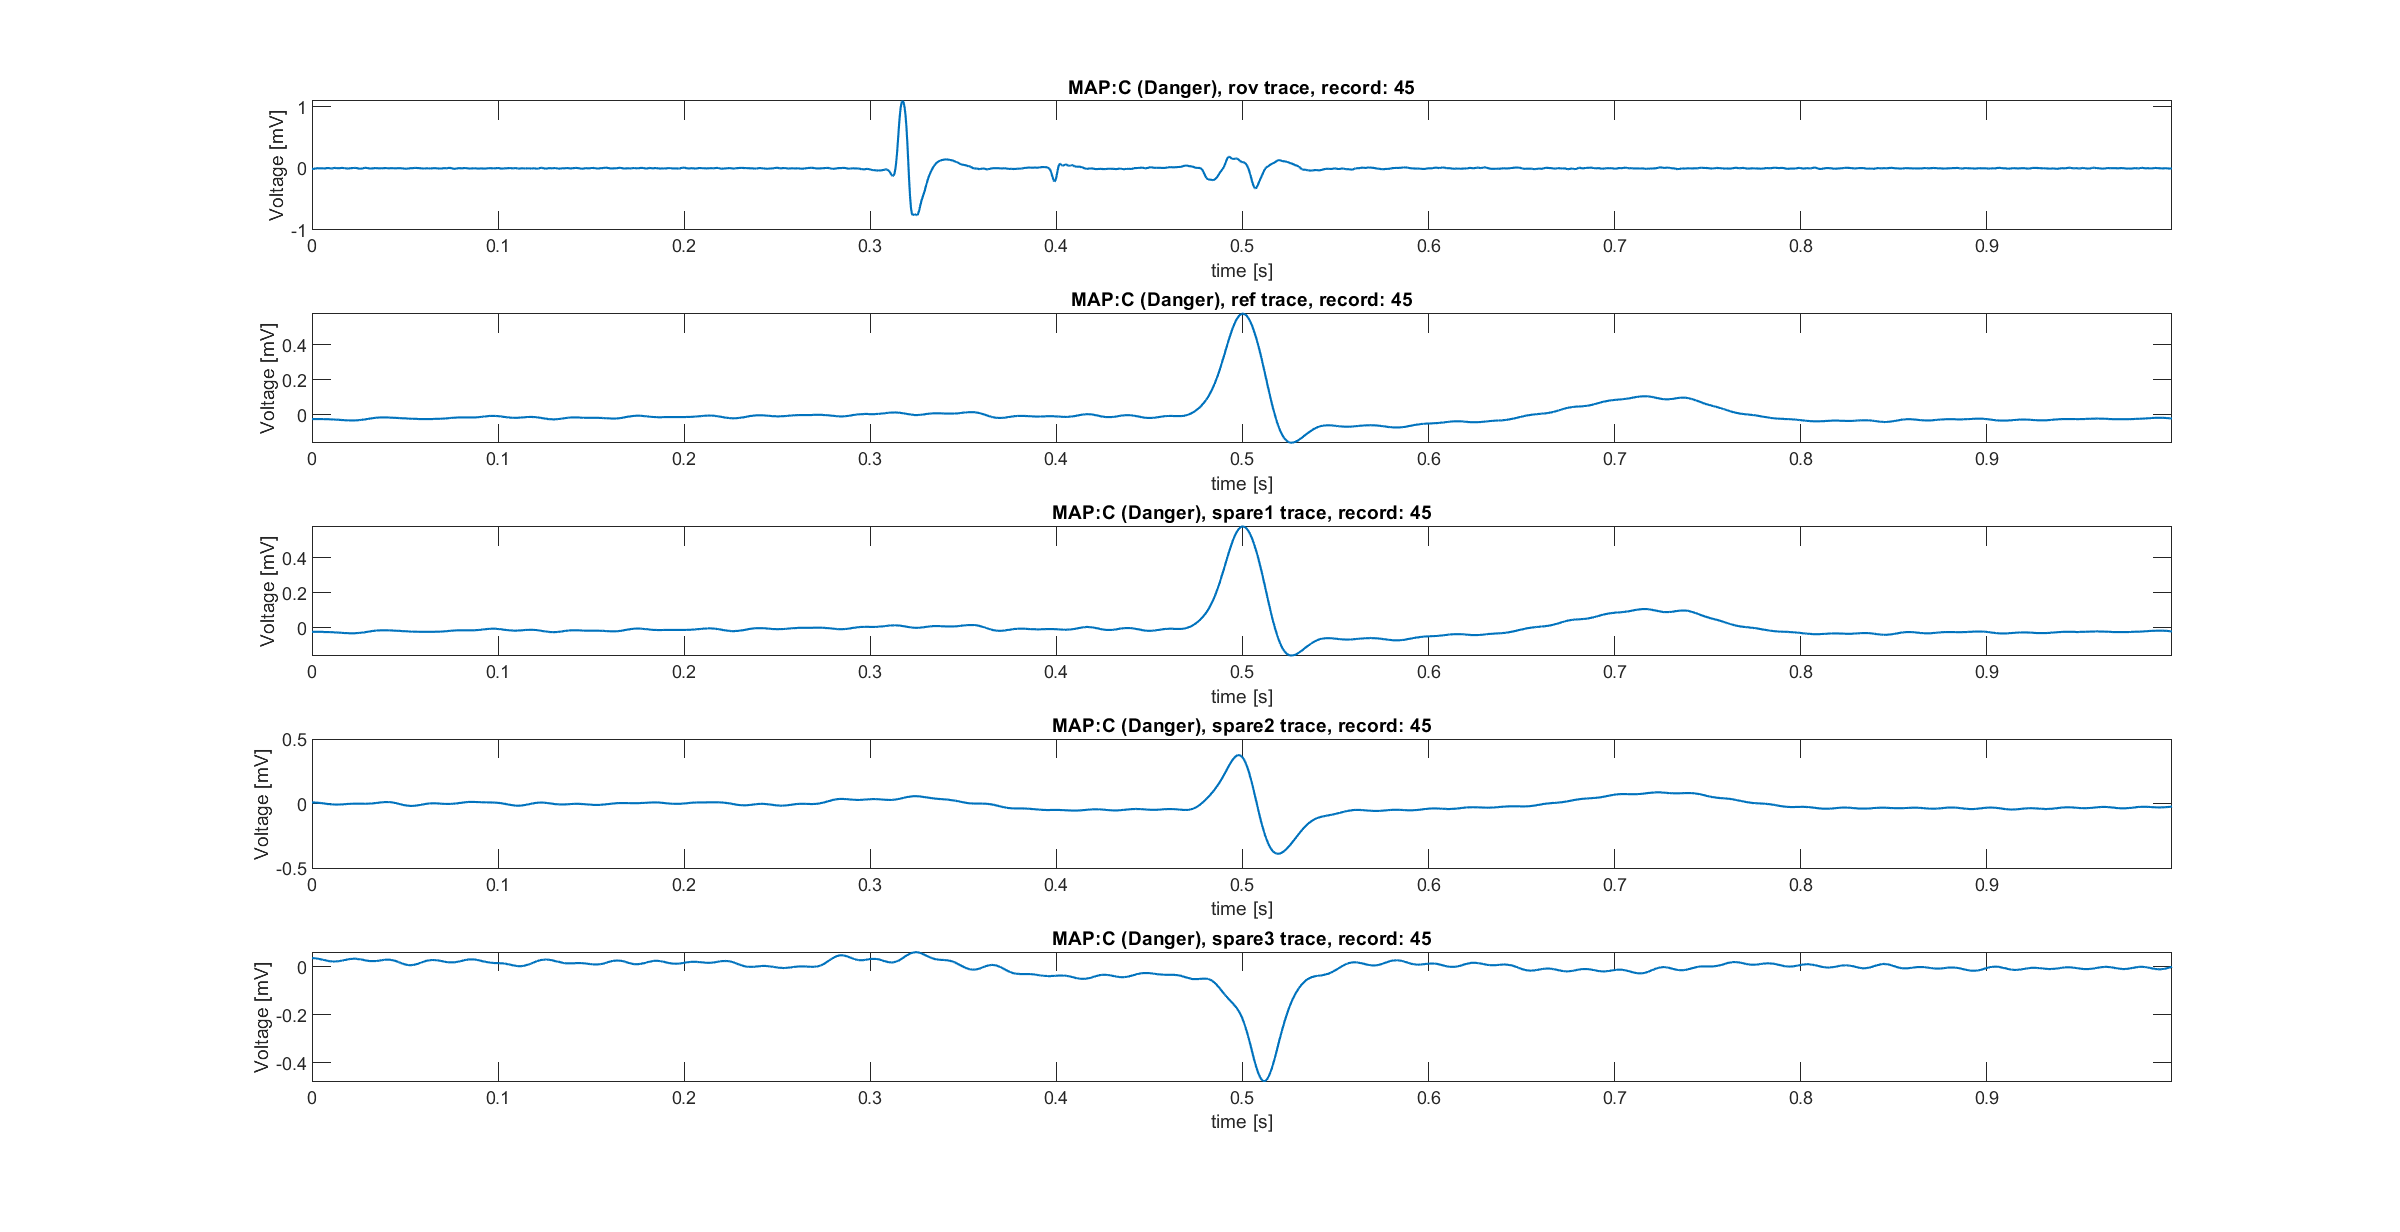 MAP:C (Danger), rov trace, record: 45
Voltage [mV]
1
0
-1
0 0.1 0.2 0.3 0.4 0.5 0.6 0.7 0.8 0.9
time [s]
MAP:C (Danger), ref trace, record: 45
Voltage [mV]
0.4
0.2
0
0 0.1 0.2 0.3 0.4 0.5 0.6 0.7 0.8 0.9
time [s]
MAP:C (Danger), spare1 trace, record: 45
Voltage [mV]
0.4
0.2
0
0 0.1 0.2 0.3 0.4 0.5 0.6 0.7 0.8 0.9
time [s]
MAP:C (Danger), spare2 trace, record: 45
Voltage [mV]
0.5
0
-0.5
0 0.1 0.2 0.3 0.4 0.5 0.6 0.7 0.8 0.9
time [s]
MAP:C (Danger), spare3 trace, record: 45
Voltage [mV]
0
-0.2
-0.4
0 0.1 0.2 0.3 0.4 0.5 0.6 0.7 0.8 0.9
time [s]